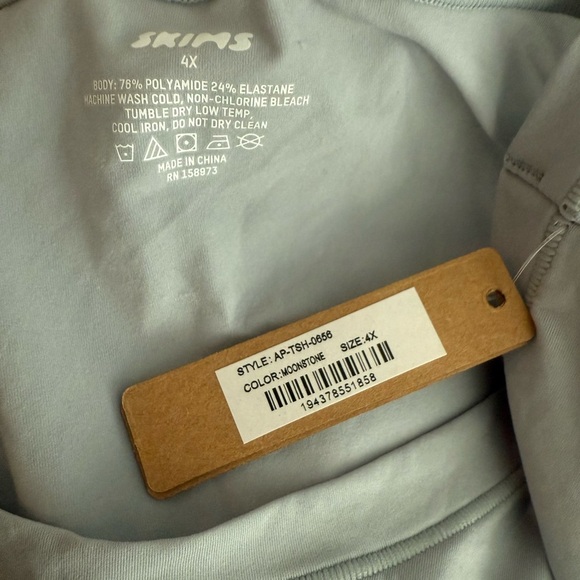 SKIMS
4X
BODY: 76% POLYAMIDE 24% ELASTANE
MACHINE WASH COLD, NON-CHLORINE BLEACH
TUMBLE DRY LOW TEMP,
COOL IRON, DO NOT DRY CLEAN
MADE IN CHINA
RN 158973
STYLE: AP-TSH-0656
COLOR:MOONSTONE SIZE:4X
194378551858